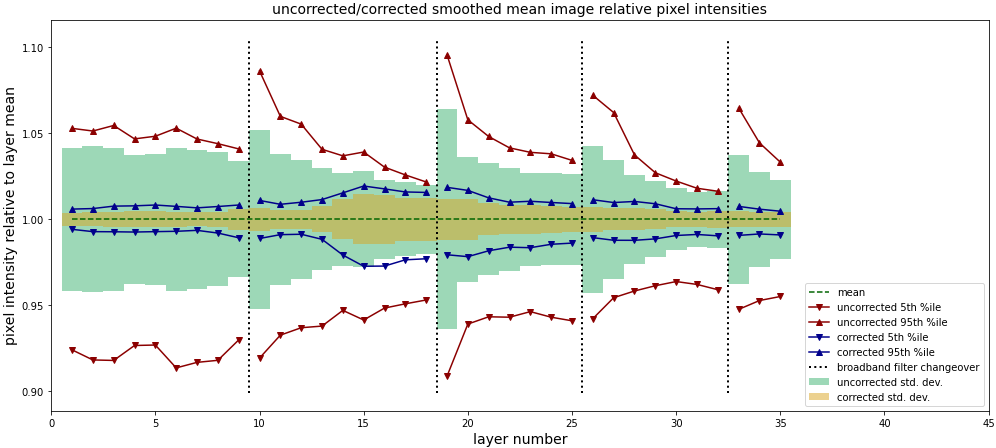 uncorrected/corrected smoothed mean image relative pixel intensities
pixel intensity relative to layer mean
1.10
1.05
1.00
0.95
0.90
0
5
10
15
20
25
30
35
40
45
layer number
mean
uncorrected 5th %ile
uncorrected 95th %ile
corrected 5th %ile
corrected 95th %ile
broadband filter changeover
uncorrected std. dev.
corrected std. dev.